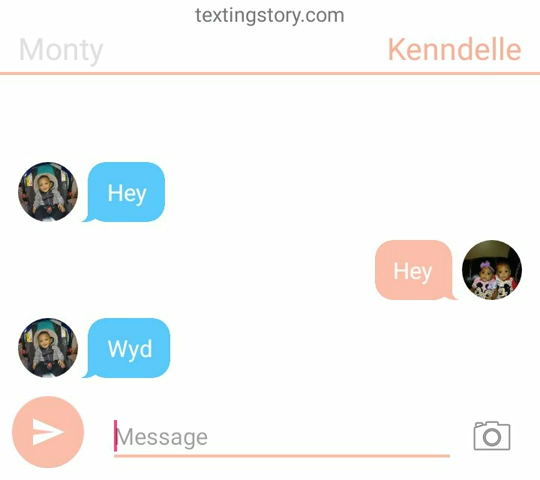 textingstory.com
Monty
Kenndelle
Hey
Hey
Wyd
Message